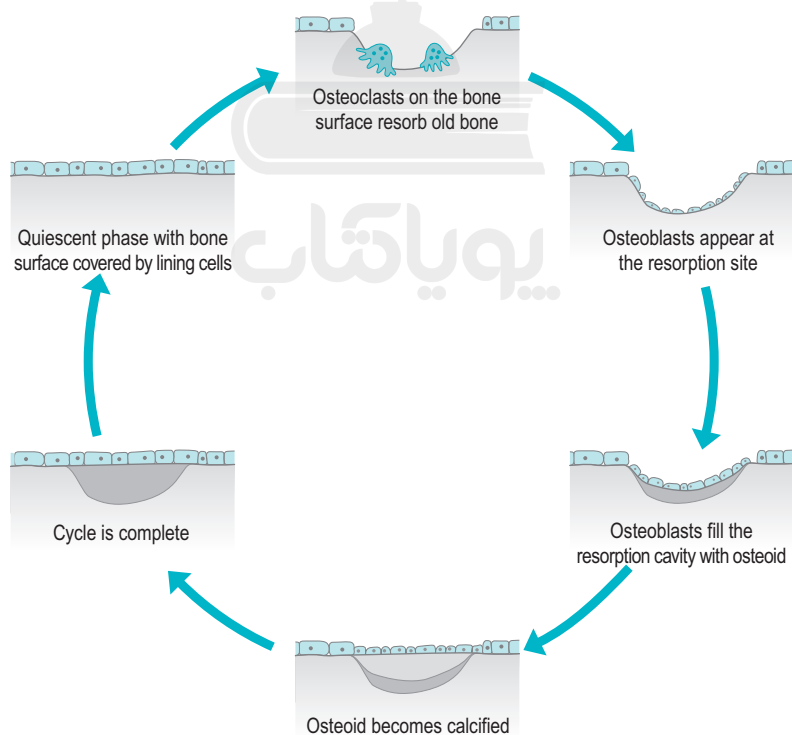 Osteoclasts on the bone
surface resorb old bone
Quiescent phase with bone
surface covered by lining cells
Osteoblasts appear at
the resorption site
پویاکتاب
Cycle is complete
Osteoblasts fill the
resorption cavity with osteoid
Osteoid becomes calcified